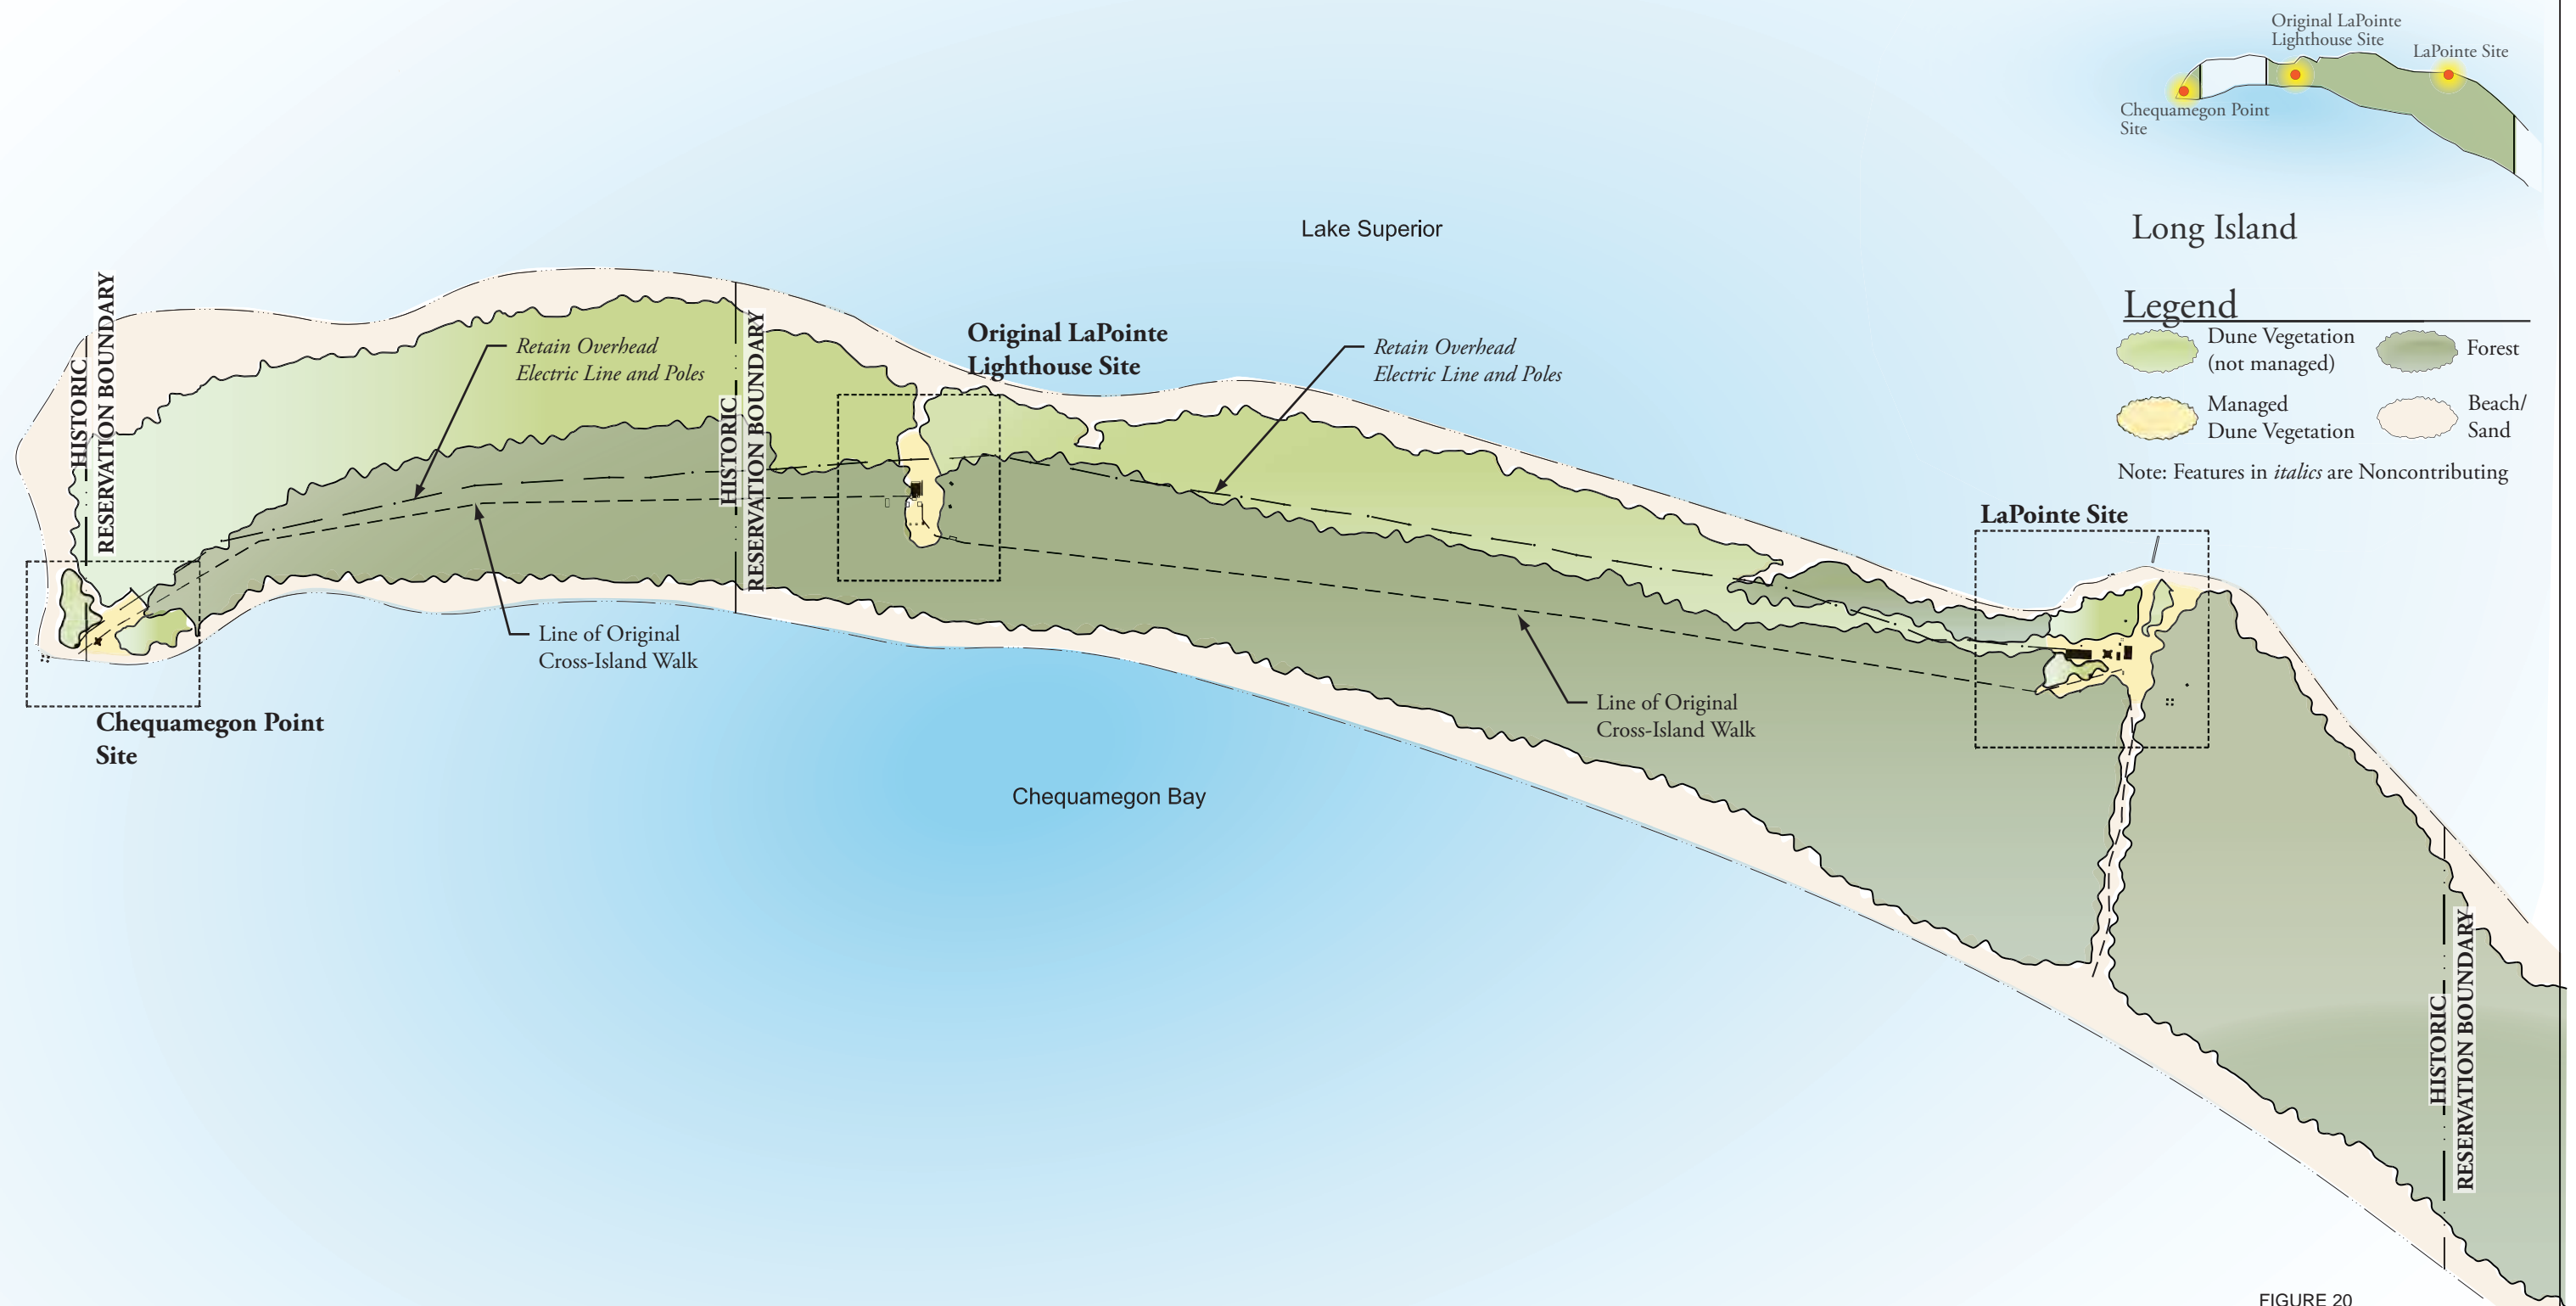 Original LaPointe
Lighthouse Site
LaPointe Site
Chequamegon Point
Site
Lake Superior
Long Island
Legend
Dune Vegetation
(not managed)
Forest
Managed
Dune Vegetation
Beach/
Sand
Note: Features in italics are Noncontributing
HISTORIC
RESERVATION BOUNDARY
Retain Overhead
Electric Line and Poles
HISTORIC
RESERVATION BOUNDARY
Original LaPointe
Lighthouse Site
Retain Overhead
Electric Line and Poles
LaPointe Site
Line of Original
Cross-Island Walk
Chequamegon Point
Site
Line of Original
Cross-Island Walk
Chequamegon Bay
HISTORIC
RESERVATION BOUNDARY
FIGURE 20